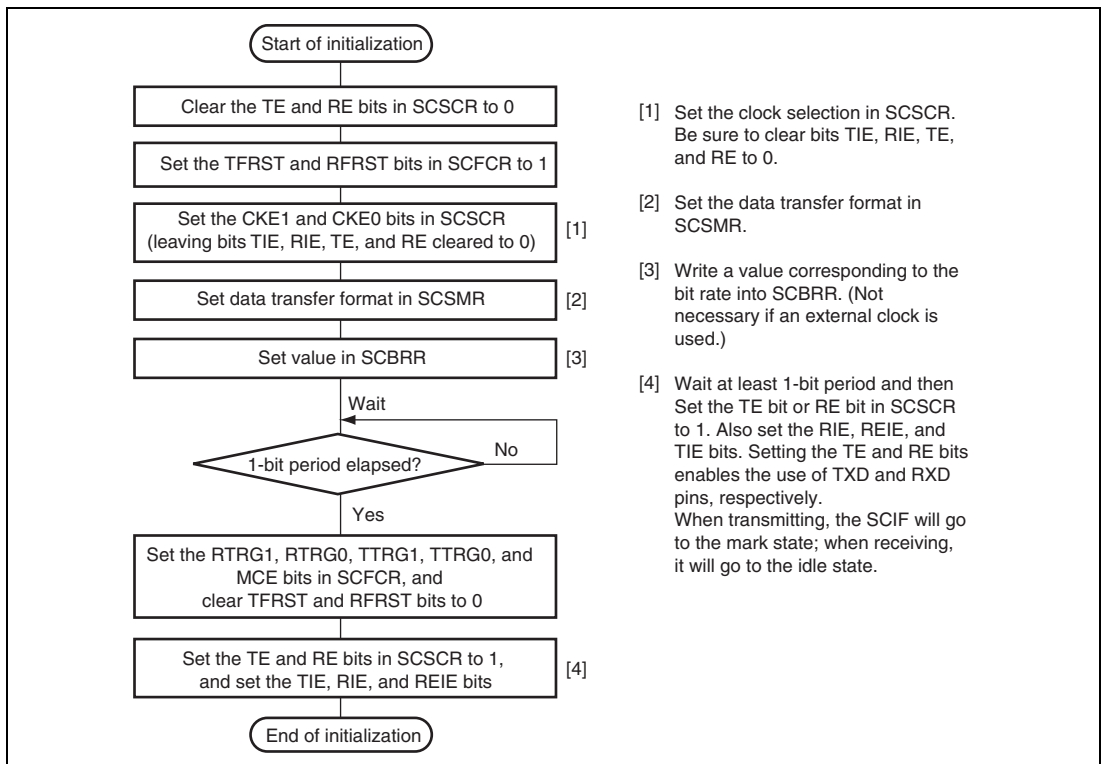 Start of initialization
Clear the TE and RE bits in SCSCR to 0
Set the TFRST and RFRST bits in SCFCR to 1
Set the CKE1 and CKE0 bits in SCSCR
(leaving bits TIE, RIE, TE, and RE cleared to 0)
[1]
Set data transfer format in SCSMR
[2]
Set value in SCBRR
[3]
Wait
1-bit period elapsed?
No
Yes
Set the RTRG1, RTRG0, TTRG1, TTRG0, and
MCE bits in SCFCR, and
clear TFRST and RFRST bits to 0
Set the TE and RE bits in SCSCR to 1,
and set the TIE, RIE, and REIE bits
[4]
End of initialization
[1] Set the clock selection in SCSCR.
Be sure to clear bits TIE, RIE, TE,
and RE to 0.
[2] Set the data transfer format in
SCSMR.
[3] Write a value corresponding to the
bit rate into SCBRR. (Not
necessary if an external clock is
used.)
[4] Wait at least 1-bit period and then
Set the TE bit or RE bit in SCSCR
to 1. Also set the RIE, REIE, and
TIE bits. Setting the TE and RE bits
enables the use of TXD and RXD
pins, respectively.
When transmitting, the SCIF will go
to the mark state; when receiving,
it will go to the idle state.